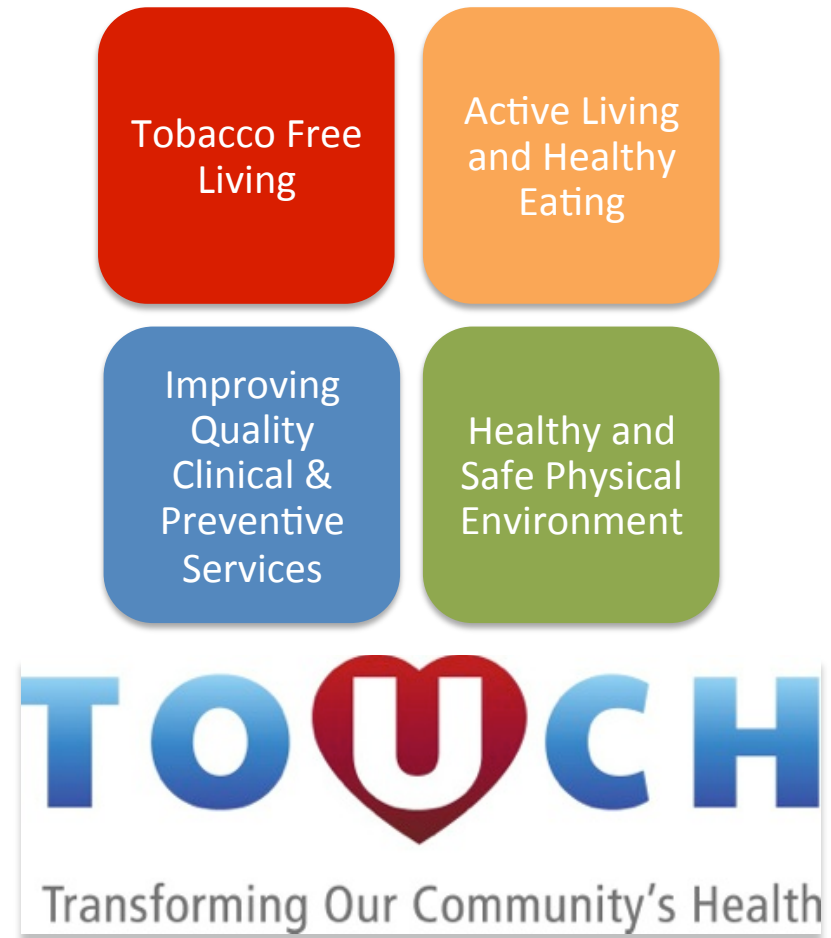 Tobacco Free
Living
Active Living
and Healthy
Eating
Improving
Quality
Clinical &
Preventive
Services
Healthy and
Safe Physical
Environment
TOUCH
Transforming Our Community's Health